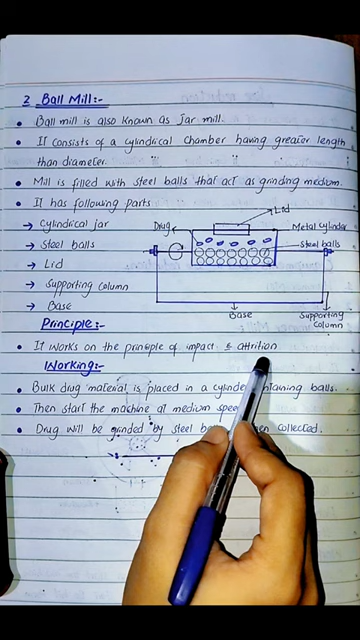 2 Ball Mill:-
• Ball mill is also known as Jar mill.
• It consists of a cylindrical chamber having greater length
than diameter.
• Mill is filled with steel balls that act as grinding medium.
• It has following parts
→ Cylindrical jar
→ Steel balls
→ Lid
→ Supporting column
→ Base
Lid
Drug
Metal cylinder
Steel balls
Base
Supporting
Column
Principle:-
• It works on the principle of impact & attrition
Working:-
• Bulk drug material is placed in a containing balls.
• Then start the machine at medium
• Drug will be grinded by steel collected.